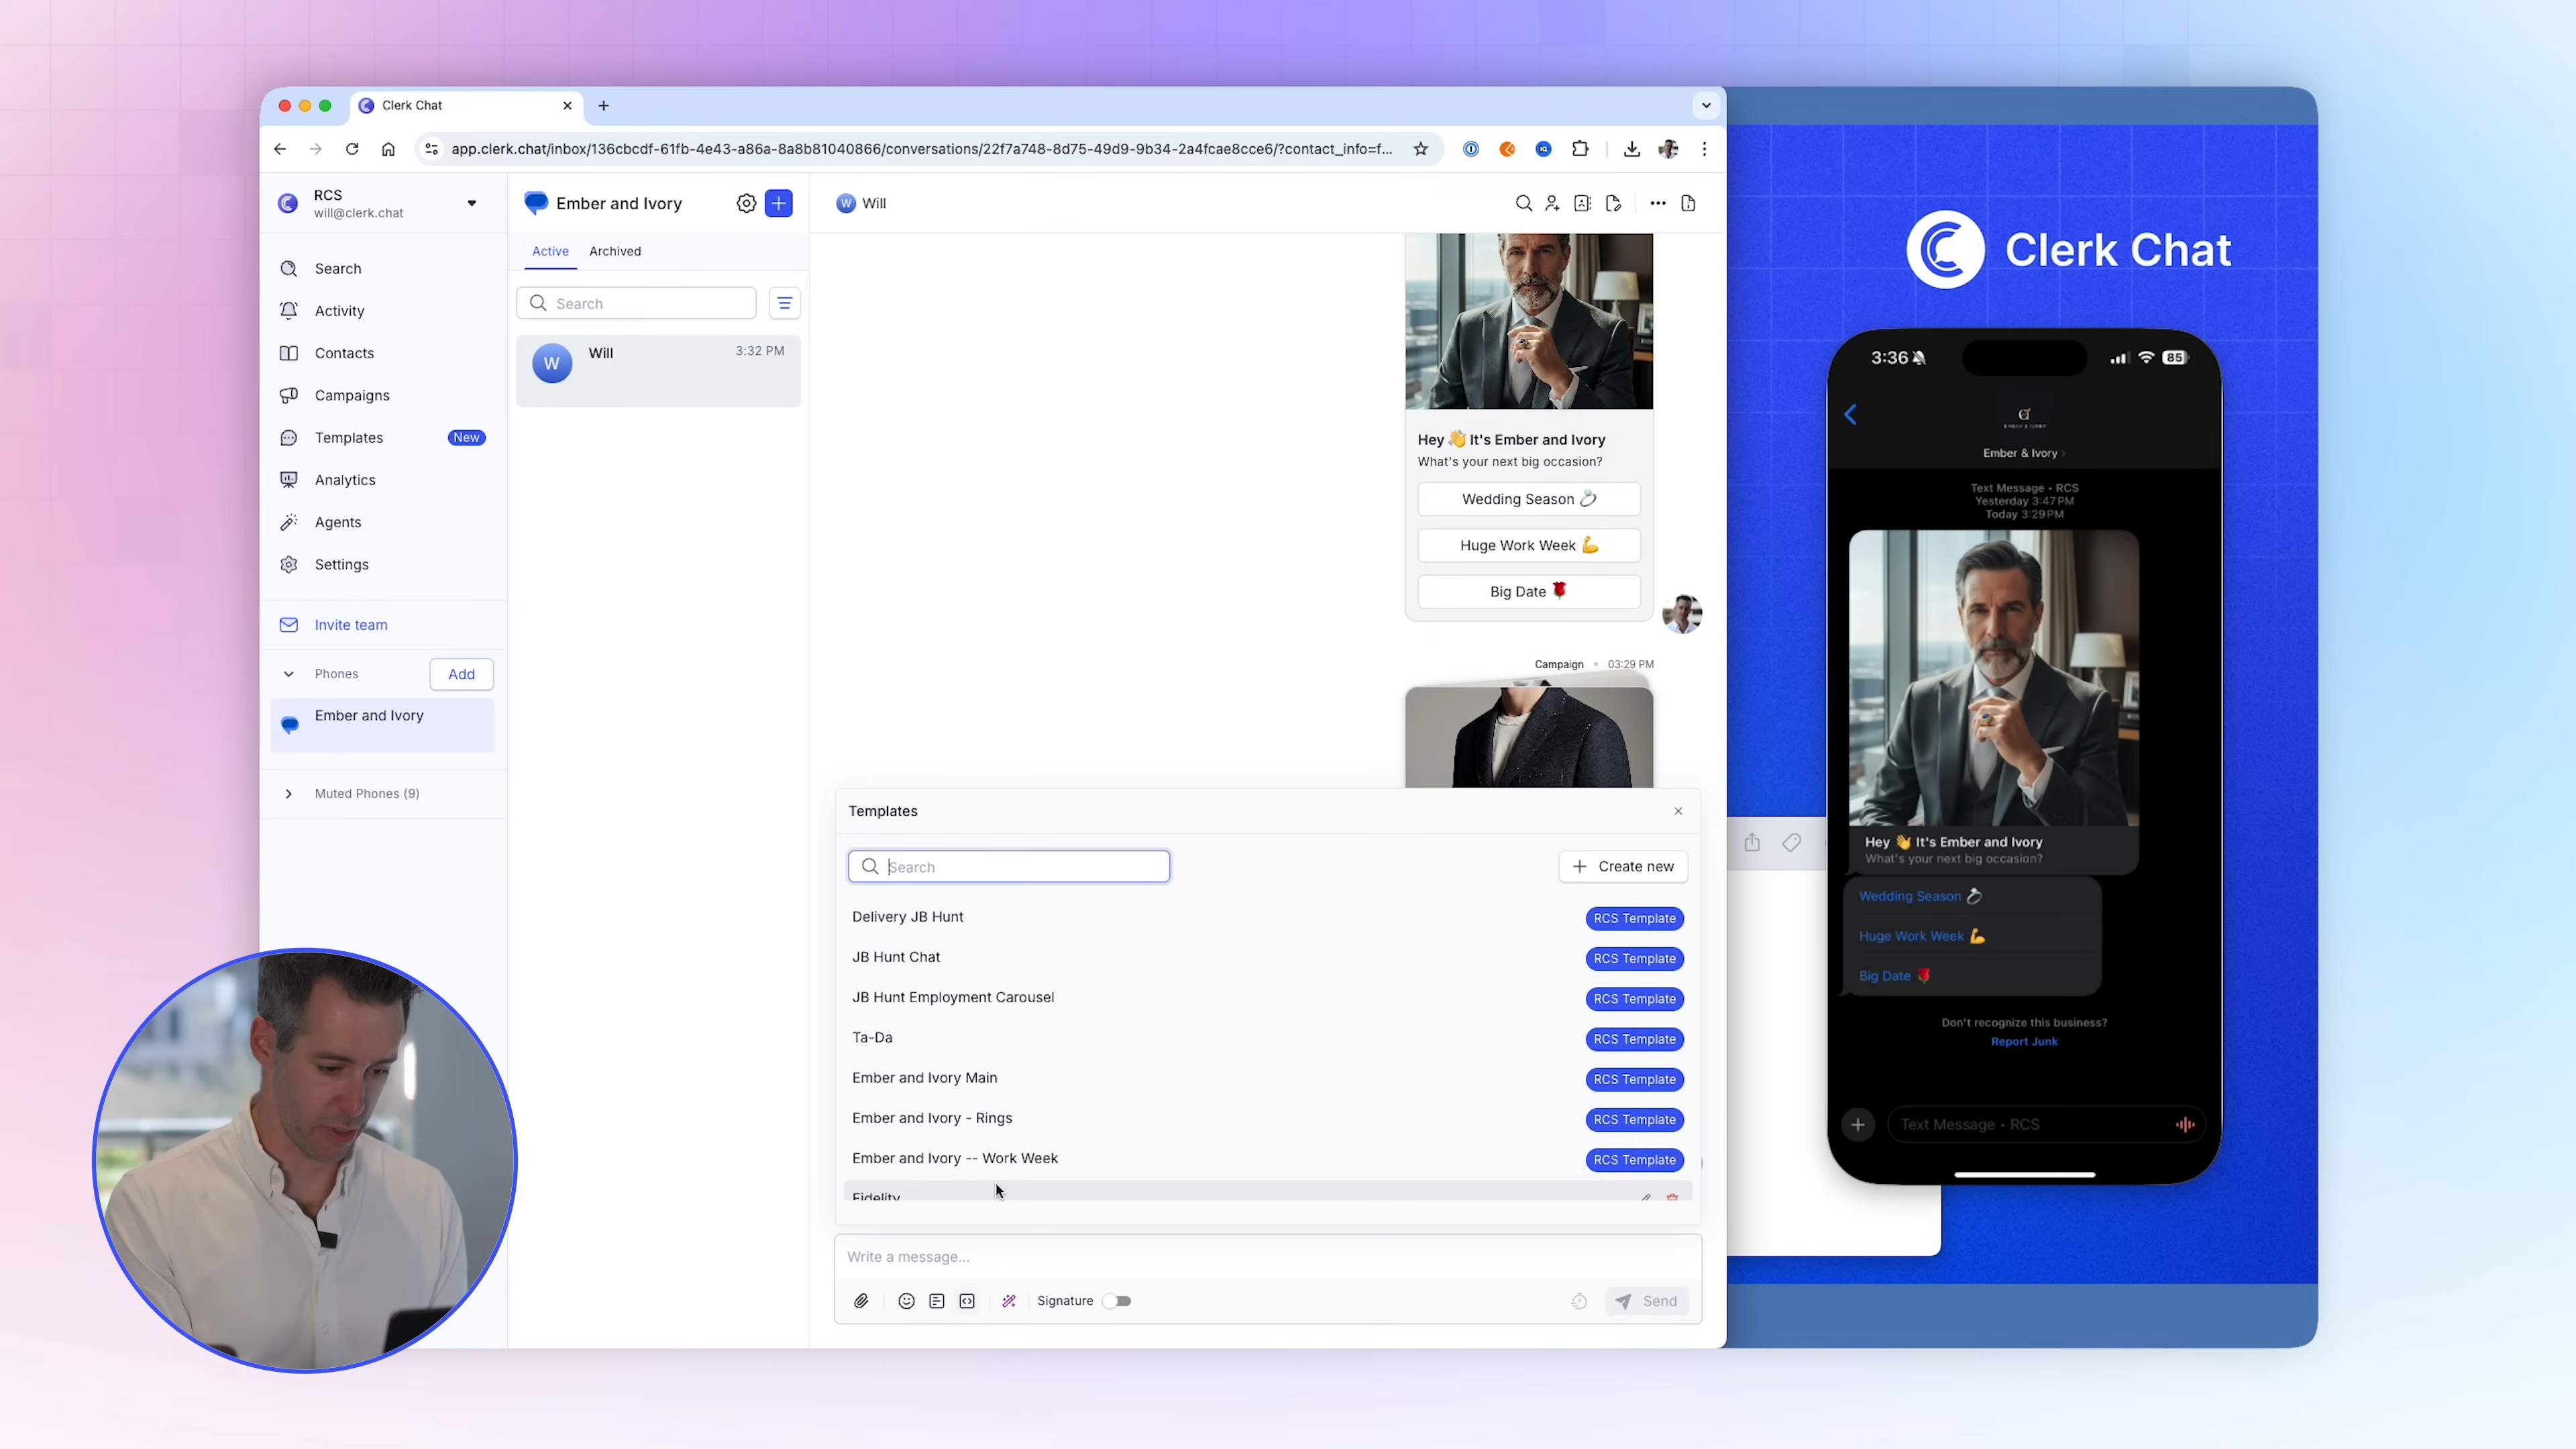 Clerk Chat
app.clerk.chat/inbox/136cbcdf-61fb-4e43-a86a-8a8b81040866/conversations/22f7a748-8d75-49d9-9b34-2a4fcae8cce6/?contact_info=f...
RCS
will@clerk.chat
Search
Activity
Contacts
Campaigns
Templates New
Analytics
Agents
Settings
Invite team
Phones Add
Ember and Ivory
Muted Phones (9)
Ember and Ivory
Active Archived
Search
W Will 3:32 PM
W Will
Hey 👋 It's Ember and Ivory
What's your next big occasion?
Wedding Season 💍
Huge Work Week 💪
Big Date 🌹
Campaign • 03:29 PM
Templates
Search Create new
Delivery JB Hunt RCS Template
JB Hunt Chat RCS Template
JB Hunt Employment Carousel RCS Template
Ta-Da RCS Template
Ember and Ivory Main RCS Template
Ember and Ivory - Rings RCS Template
Ember and Ivory -- Work Week RCS Template
Fidelity
Write a message...
Signature Send
Clerk Chat
3:36 85
EMBER & IVORY
Ember & Ivory
Text Message • RCS
Yesterday 3:47 PM
Today 3:29 PM
Hey 👋 It's Ember and Ivory
What's your next big occasion?
Wedding Season 💍
Huge Work Week 💪
Big Date 🌹
Don't recognize this business?
Report Junk
Text Message • RCS